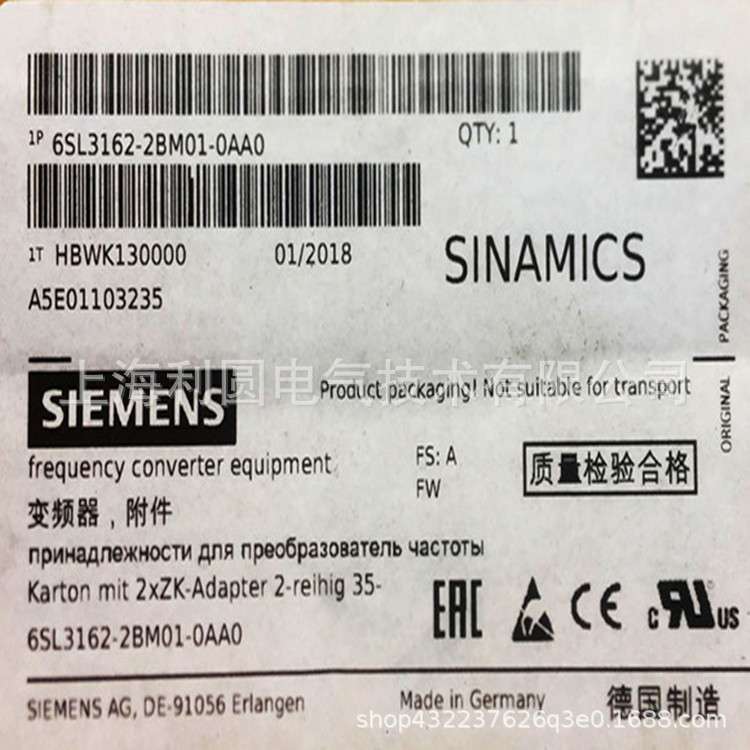 1P 6SL3162-2BM01-0AA0
QTY: 1
1T HBWK130000 01/2018
SINAMICS
A5E01103235
ORIGINAL PACKAGING
上海利圆电气技术有限公司
SIEMENS
Product packaging! Not suitable for transport
frequency converter equipment
FS: A
FW
质量检验合格
变频器，附件
принадлежности для преобразователь частоты
Karton mit 2xZK-Adapter 2-reihig 35-
6SL3162-2BM01-0AA0
EAC
CE
c UR US
SIEMENS AG, DE-91056 Erlangen
Made in Germany
德国制造
shop432237626q3e0.1688.com